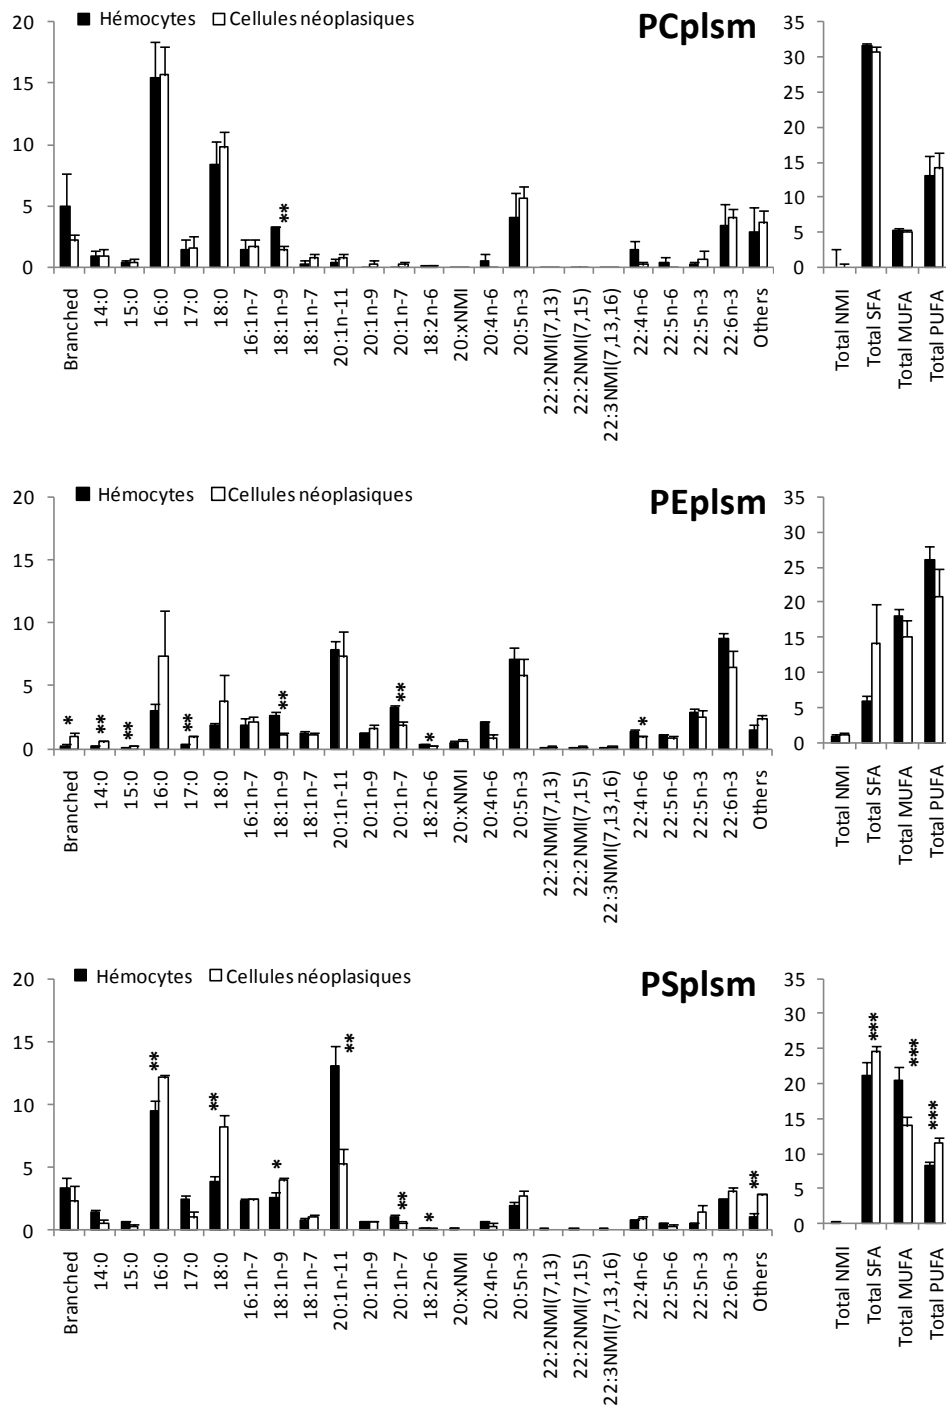 Hémocytes Cellules néoplasiques
PCplsm
20
15
10
5
0
**
Branched
14:0
15:0
16:0
17:0
18:0
16:1n-7
18:1n-9
18:1n-7
20:1n-11
20:1n-9
20:1n-7
18:2n-6
20:xNMI
20:4n-6
20:5n-3
22:2NMI(7,13)
22:2NMI(7,15)
22:3NMI(7,13,16)
22:4n-6
22:5n-6
22:5n-3
22:6n-3
Others
35
30
25
20
15
10
5
0
Total NMI
Total SFA
Total MUFA
Total PUFA
Hémocytes Cellules néoplasiques
PEplsm
20
15
10
5
0
*
**
**
**
**
**
*
*
Branched
14:0
15:0
16:0
17:0
18:0
16:1n-7
18:1n-9
18:1n-7
20:1n-11
20:1n-9
20:1n-7
18:2n-6
20:xNMI
20:4n-6
20:5n-3
22:2NMI(7,13)
22:2NMI(7,15)
22:3NMI(7,13,16)
22:4n-6
22:5n-6
22:5n-3
22:6n-3
Others
35
30
25
20
15
10
5
0
Total NMI
Total SFA
Total MUFA
Total PUFA
Hémocytes Cellules néoplasiques
PSplsm
20
15
10
5
0
**
**
*
**
**
*
**
Branched
14:0
15:0
16:0
17:0
18:0
16:1n-7
18:1n-9
18:1n-7
20:1n-11
20:1n-9
20:1n-7
18:2n-6
20:xNMI
20:4n-6
20:5n-3
22:2NMI(7,13)
22:2NMI(7,15)
22:3NMI(7,13,16)
22:4n-6
22:5n-6
22:5n-3
22:6n-3
Others
35
30
25
20
15
10
5
0
***
***
***
Total NMI
Total SFA
Total MUFA
Total PUFA